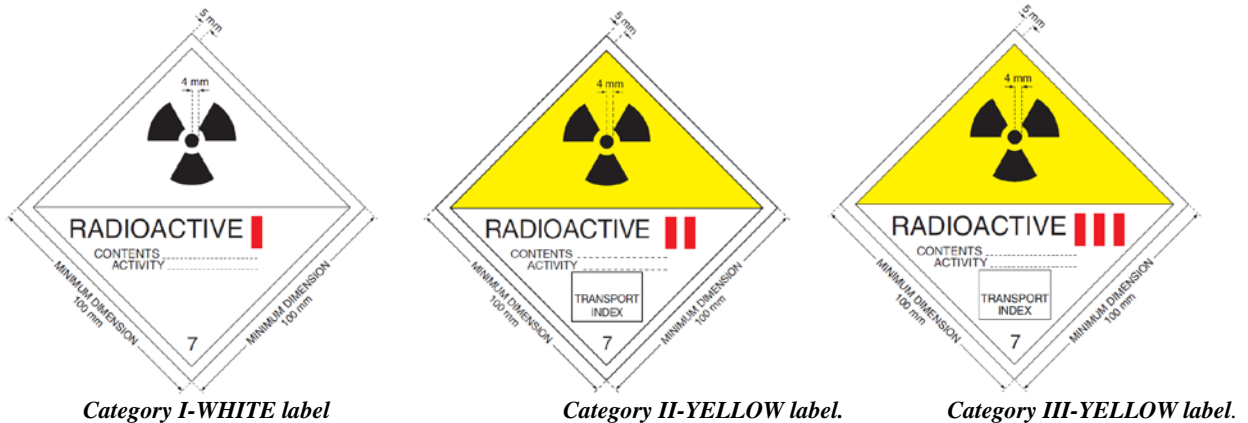 5 mm
4 mm
RADIOACTIVE I
CONTENTS
ACTIVITY
MINIMUM DIMENSION
100 mm
MINIMUM DIMENSION
100 mm
7
Category I-WHITE label
5 mm
4 mm
RADIOACTIVE II
CONTENTS
ACTIVITY
TRANSPORT
INDEX
MINIMUM DIMENSION
100 mm
MINIMUM DIMENSION
100 mm
7
Category II-YELLOW label.
5 mm
4 mm
RADIOACTIVE III
CONTENTS
ACTIVITY
TRANSPORT
INDEX
MINIMUM DIMENSION
100 mm
MINIMUM DIMENSION
100 mm
7
Category III-YELLOW label.